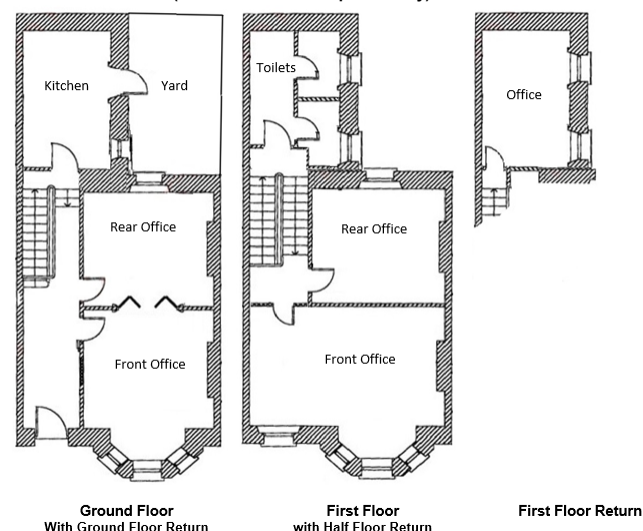 Kitchen
Yard
Toilets
Office
Rear Office
Rear Office
Front Office
Front Office
Ground Floor
With Ground Floor Return
First Floor
with Half Floor Return
First Floor Return